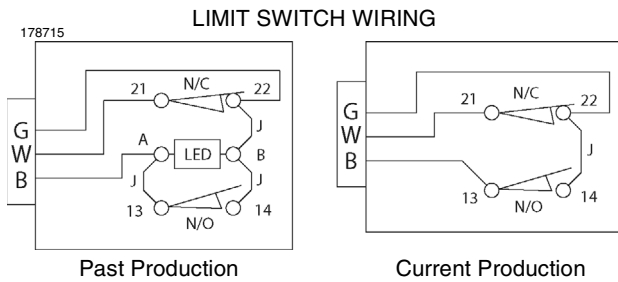 LIMIT SWITCH WIRING
178715
N/C
21
22
G
W
B
A
LED
B
J
J
J
13
14
N/O
Past Production
N/C
21
22
G
W
B
J
13
14
N/O
Current Production